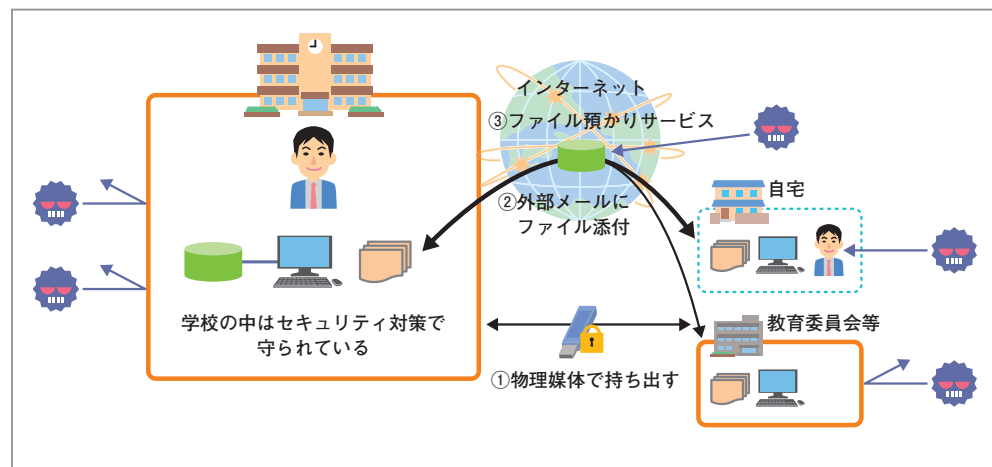 インターネット
③ファイル預かりサービス
②外部メールに
ファイル添付
自宅
学校の中はセキュリティ対策で
守られている
教育委員会等
①物理媒体で持ち出す